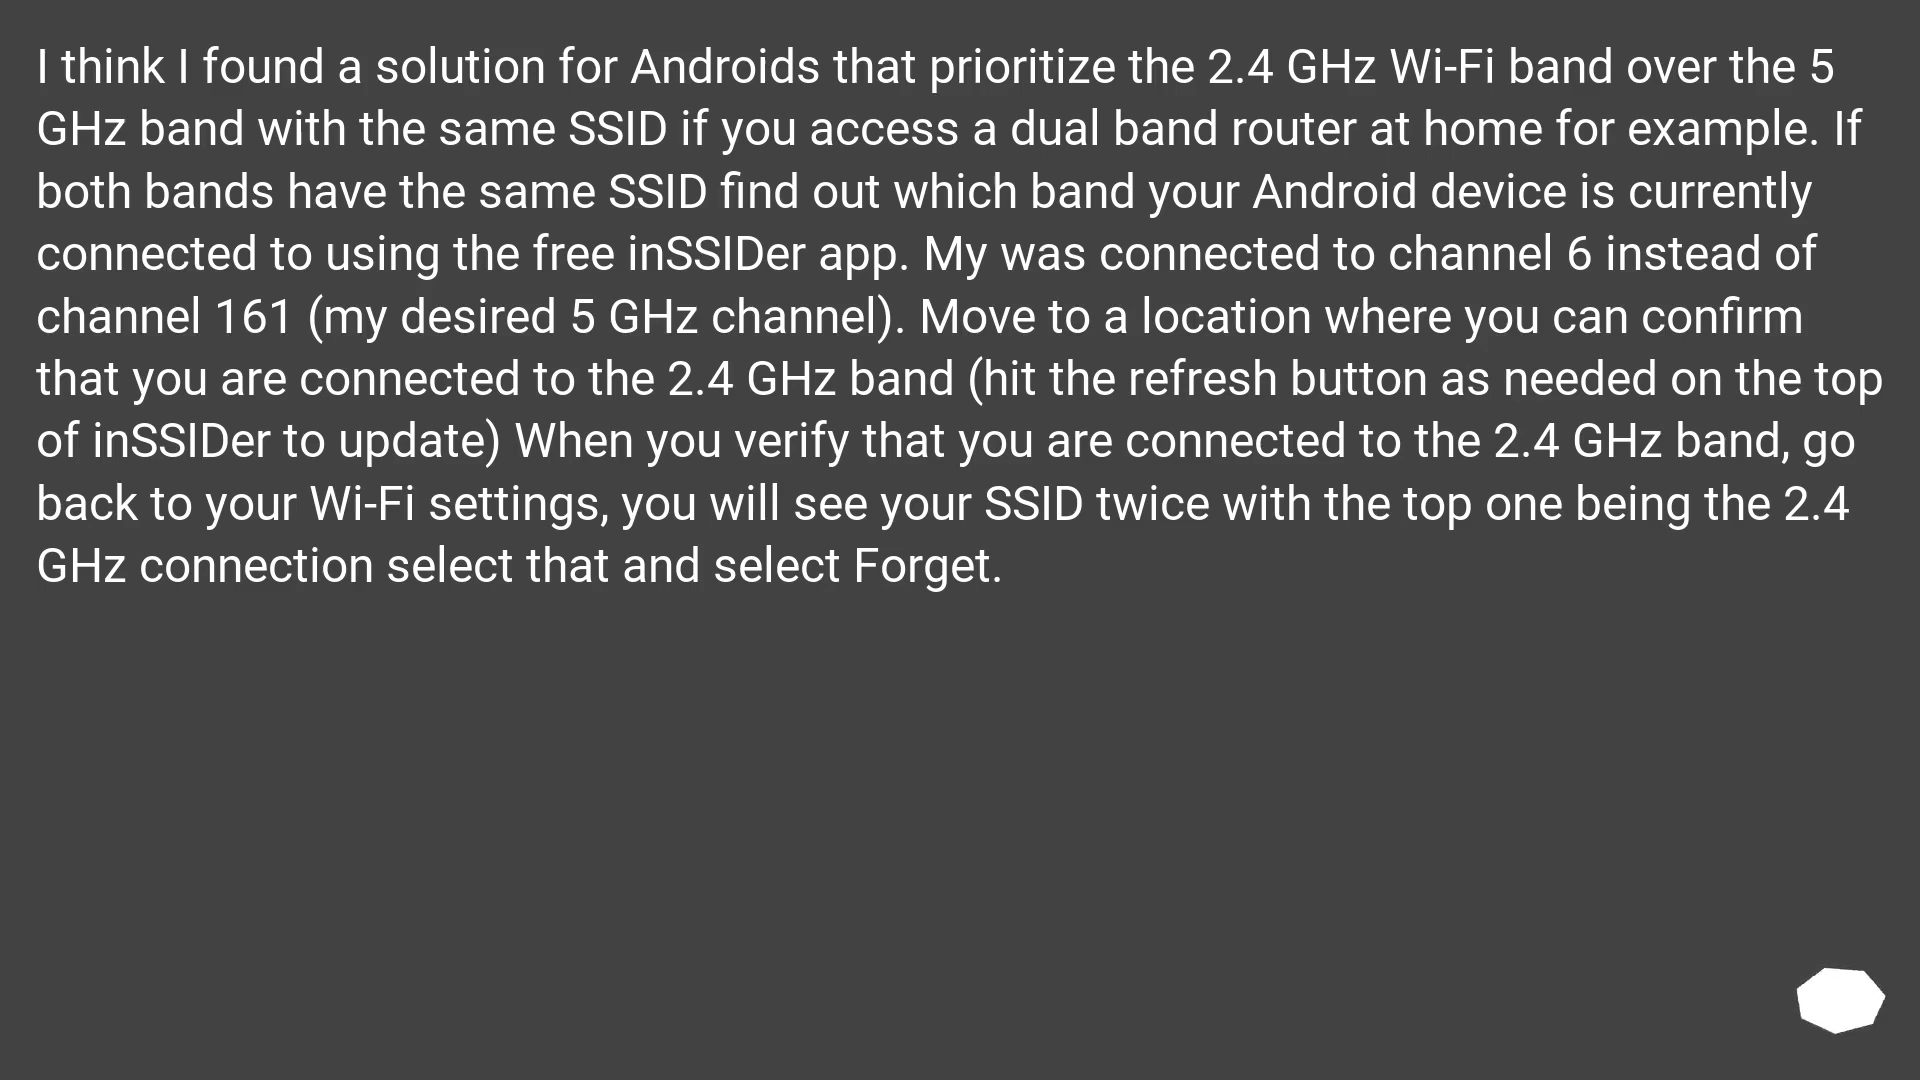 I think I found a solution for Androids that prioritize the 2.4 GHz Wi-Fi band over the 5
GHz band with the same SSID if you access a dual band router at home for example. If
both bands have the same SSID find out which band your Android device is currently
connected to using the free inSSIDer app. My was connected to channel 6 instead of
channel 161 (my desired 5 GHz channel). Move to a location where you can confirm
that you are connected to the 2.4 GHz band (hit the refresh button as needed on the top
of inSSIDer to update) When you verify that you are connected to the 2.4 GHz band, go
back to your Wi-Fi settings, you will see your SSID twice with the top one being the 2.4
GHz connection select that and select Forget.